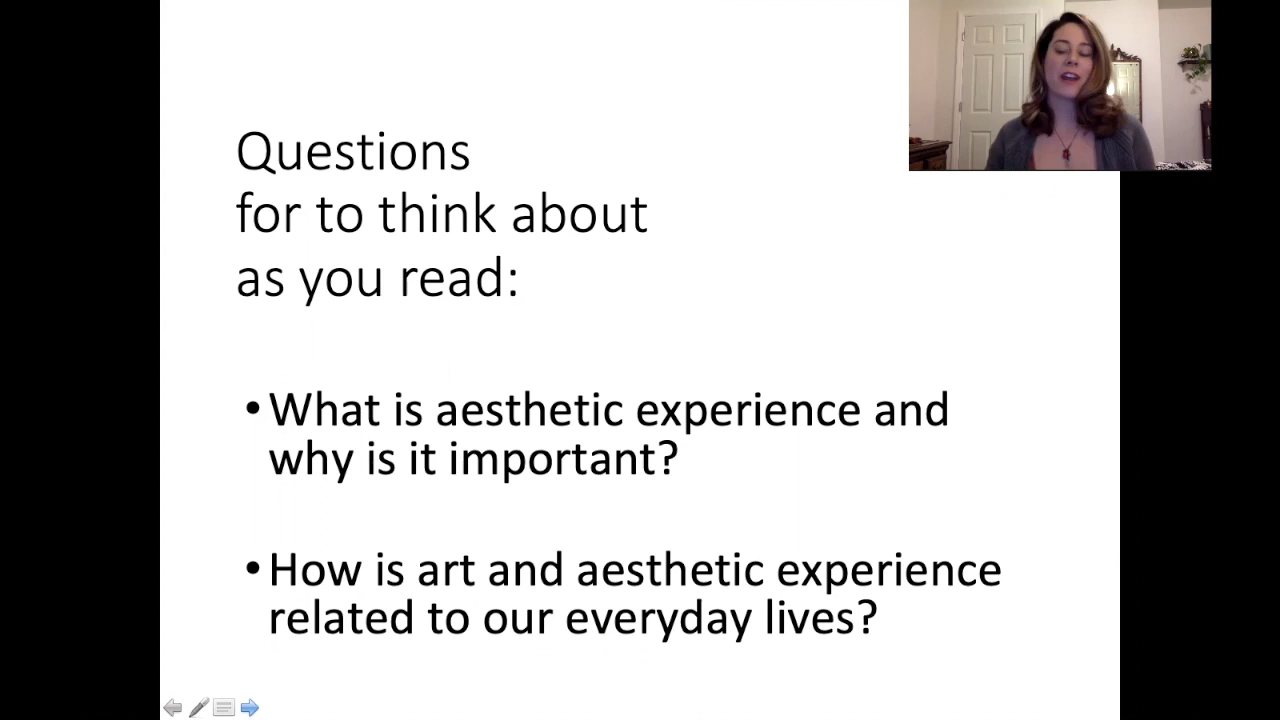 Questions
for to think about
as you read:
•What is aesthetic experience and
why is it important?
•How is art and aesthetic experience
related to our everyday lives?